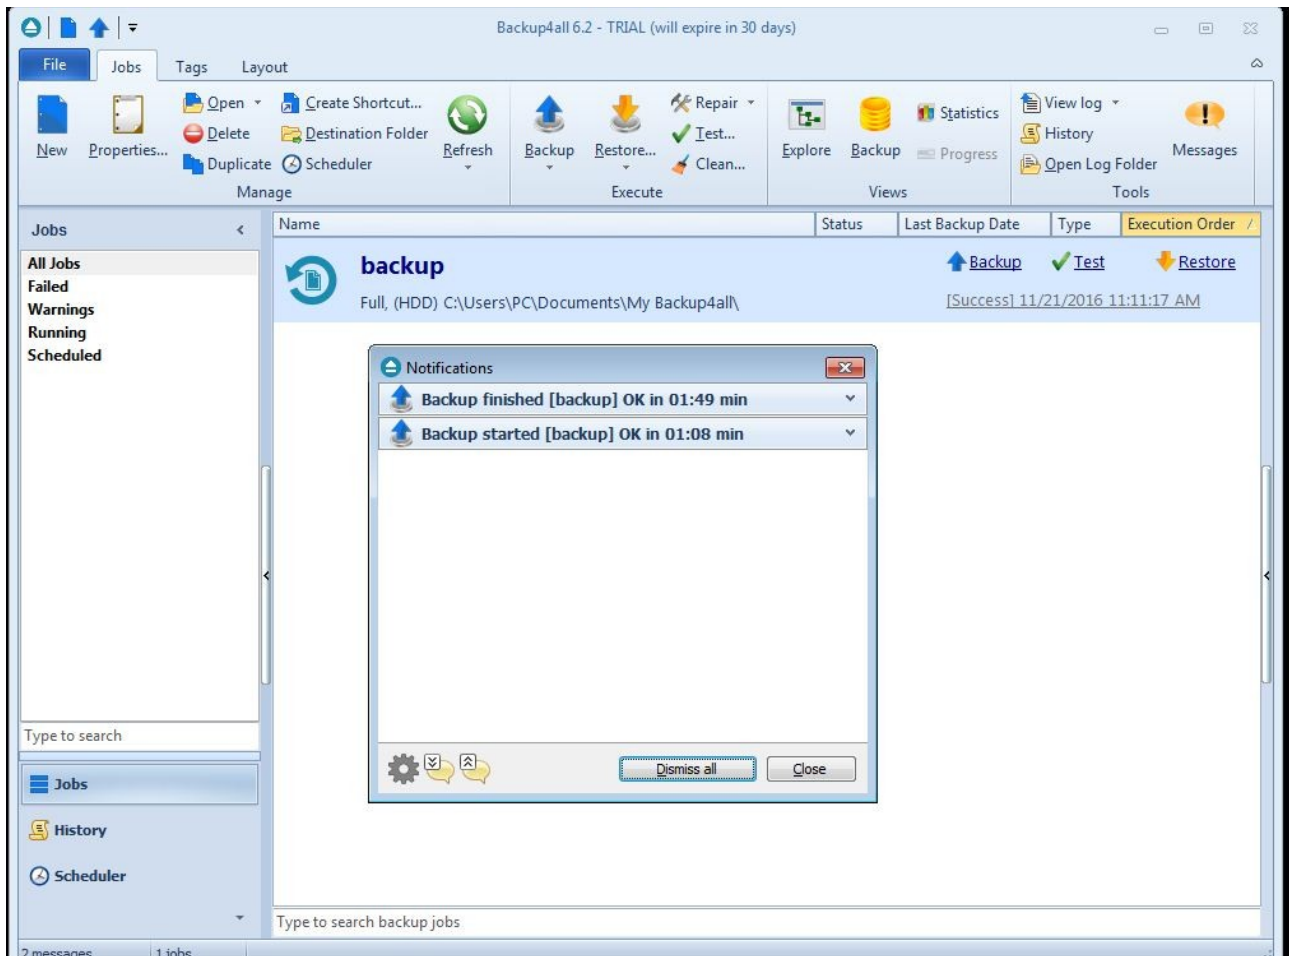 Backup4all 6.2 - TRIAL (will expire in 30 days)
File Jobs Tags Layout
New
Properties...
Open
Delete
Duplicate
Create Shortcut...
Destination Folder
Scheduler
Refresh
Manage
Backup
Restore...
Repair
Test...
Clean...
Execute
Explore
Backup
Statistics
Progress
Views
View log
History
Open Log Folder
Messages
Tools
Jobs
All Jobs
Failed
Warnings
Running
Scheduled
Type to search
Jobs
History
Scheduler
Name Status Last Backup Date Type Execution Order
backup
Backup Test Restore
Full, (HDD) C:\Users\PC\Documents\My Backup4all\
[Success] 11/21/2016 11:11:17 AM
Notifications
Backup finished [backup] OK in 01:49 min
Backup started [backup] OK in 01:08 min
Dismiss all Close
Type to search backup jobs
2 messages 1 jobs